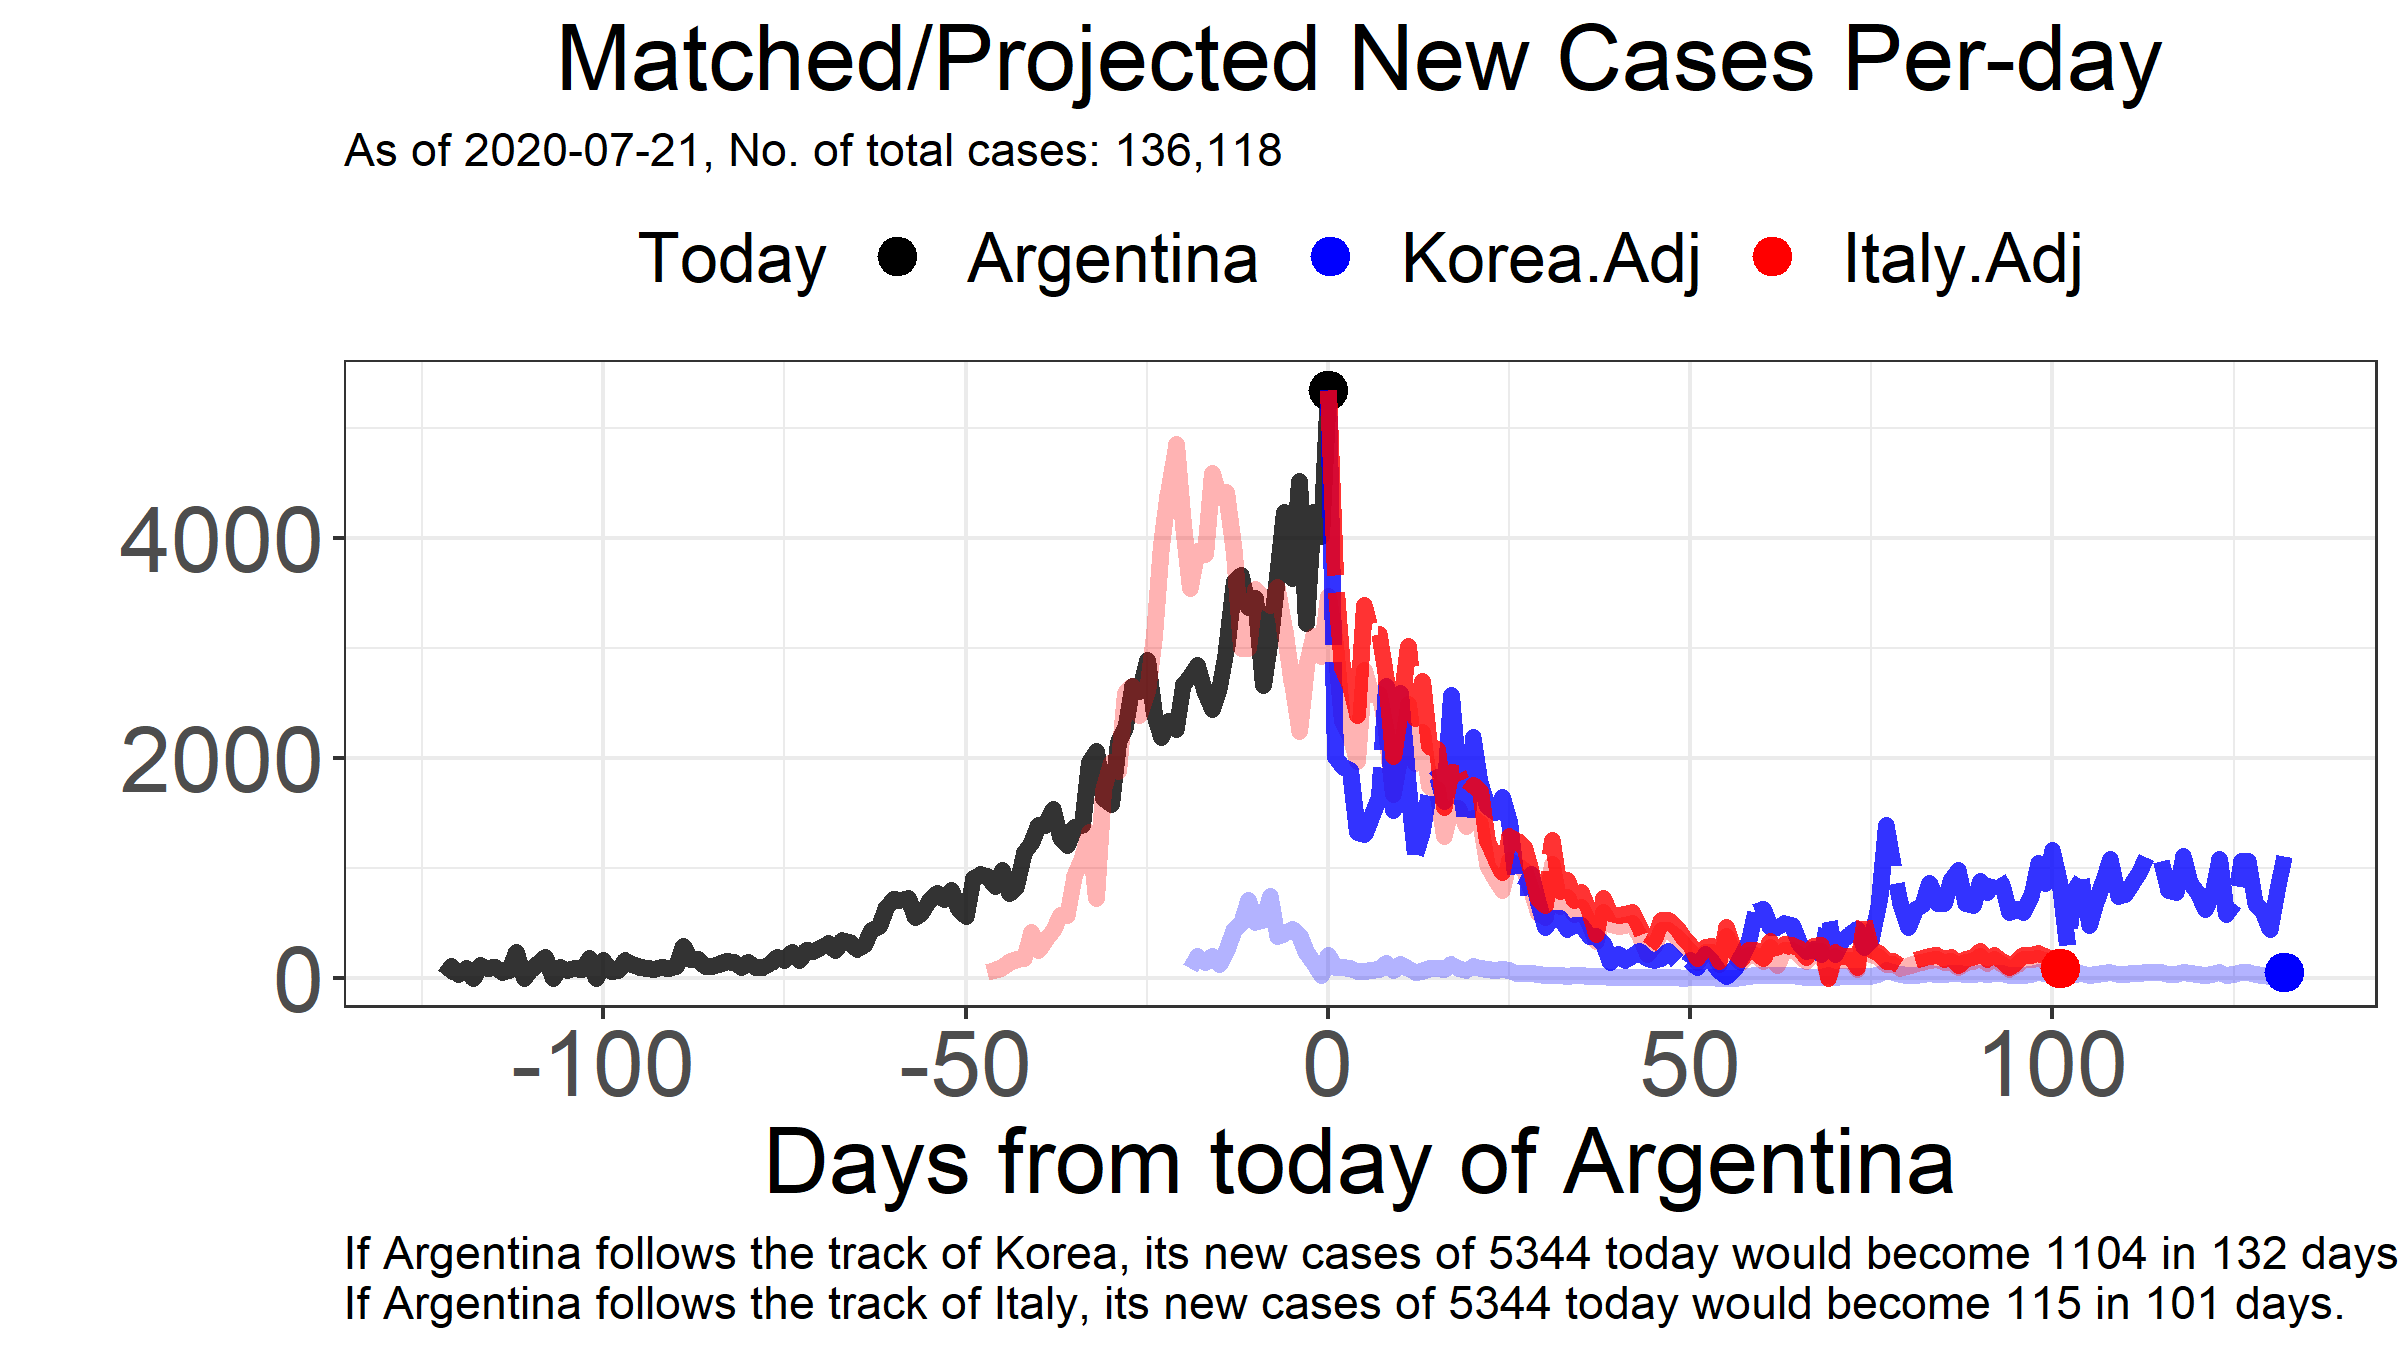 Matched/Projected New Cases Per-day
As of 2020-07-21, No. of total cases: 136,118
Today Argentina Korea.Adj Italy.Adj
4000
2000
0
-100 -50 0 50 100
Days from today of Argentina
If Argentina follows the track of Korea, its new cases of 5344 today would become 1104 in 132 days
If Argentina follows the track of Italy, its new cases of 5344 today would become 115 in 101 days.